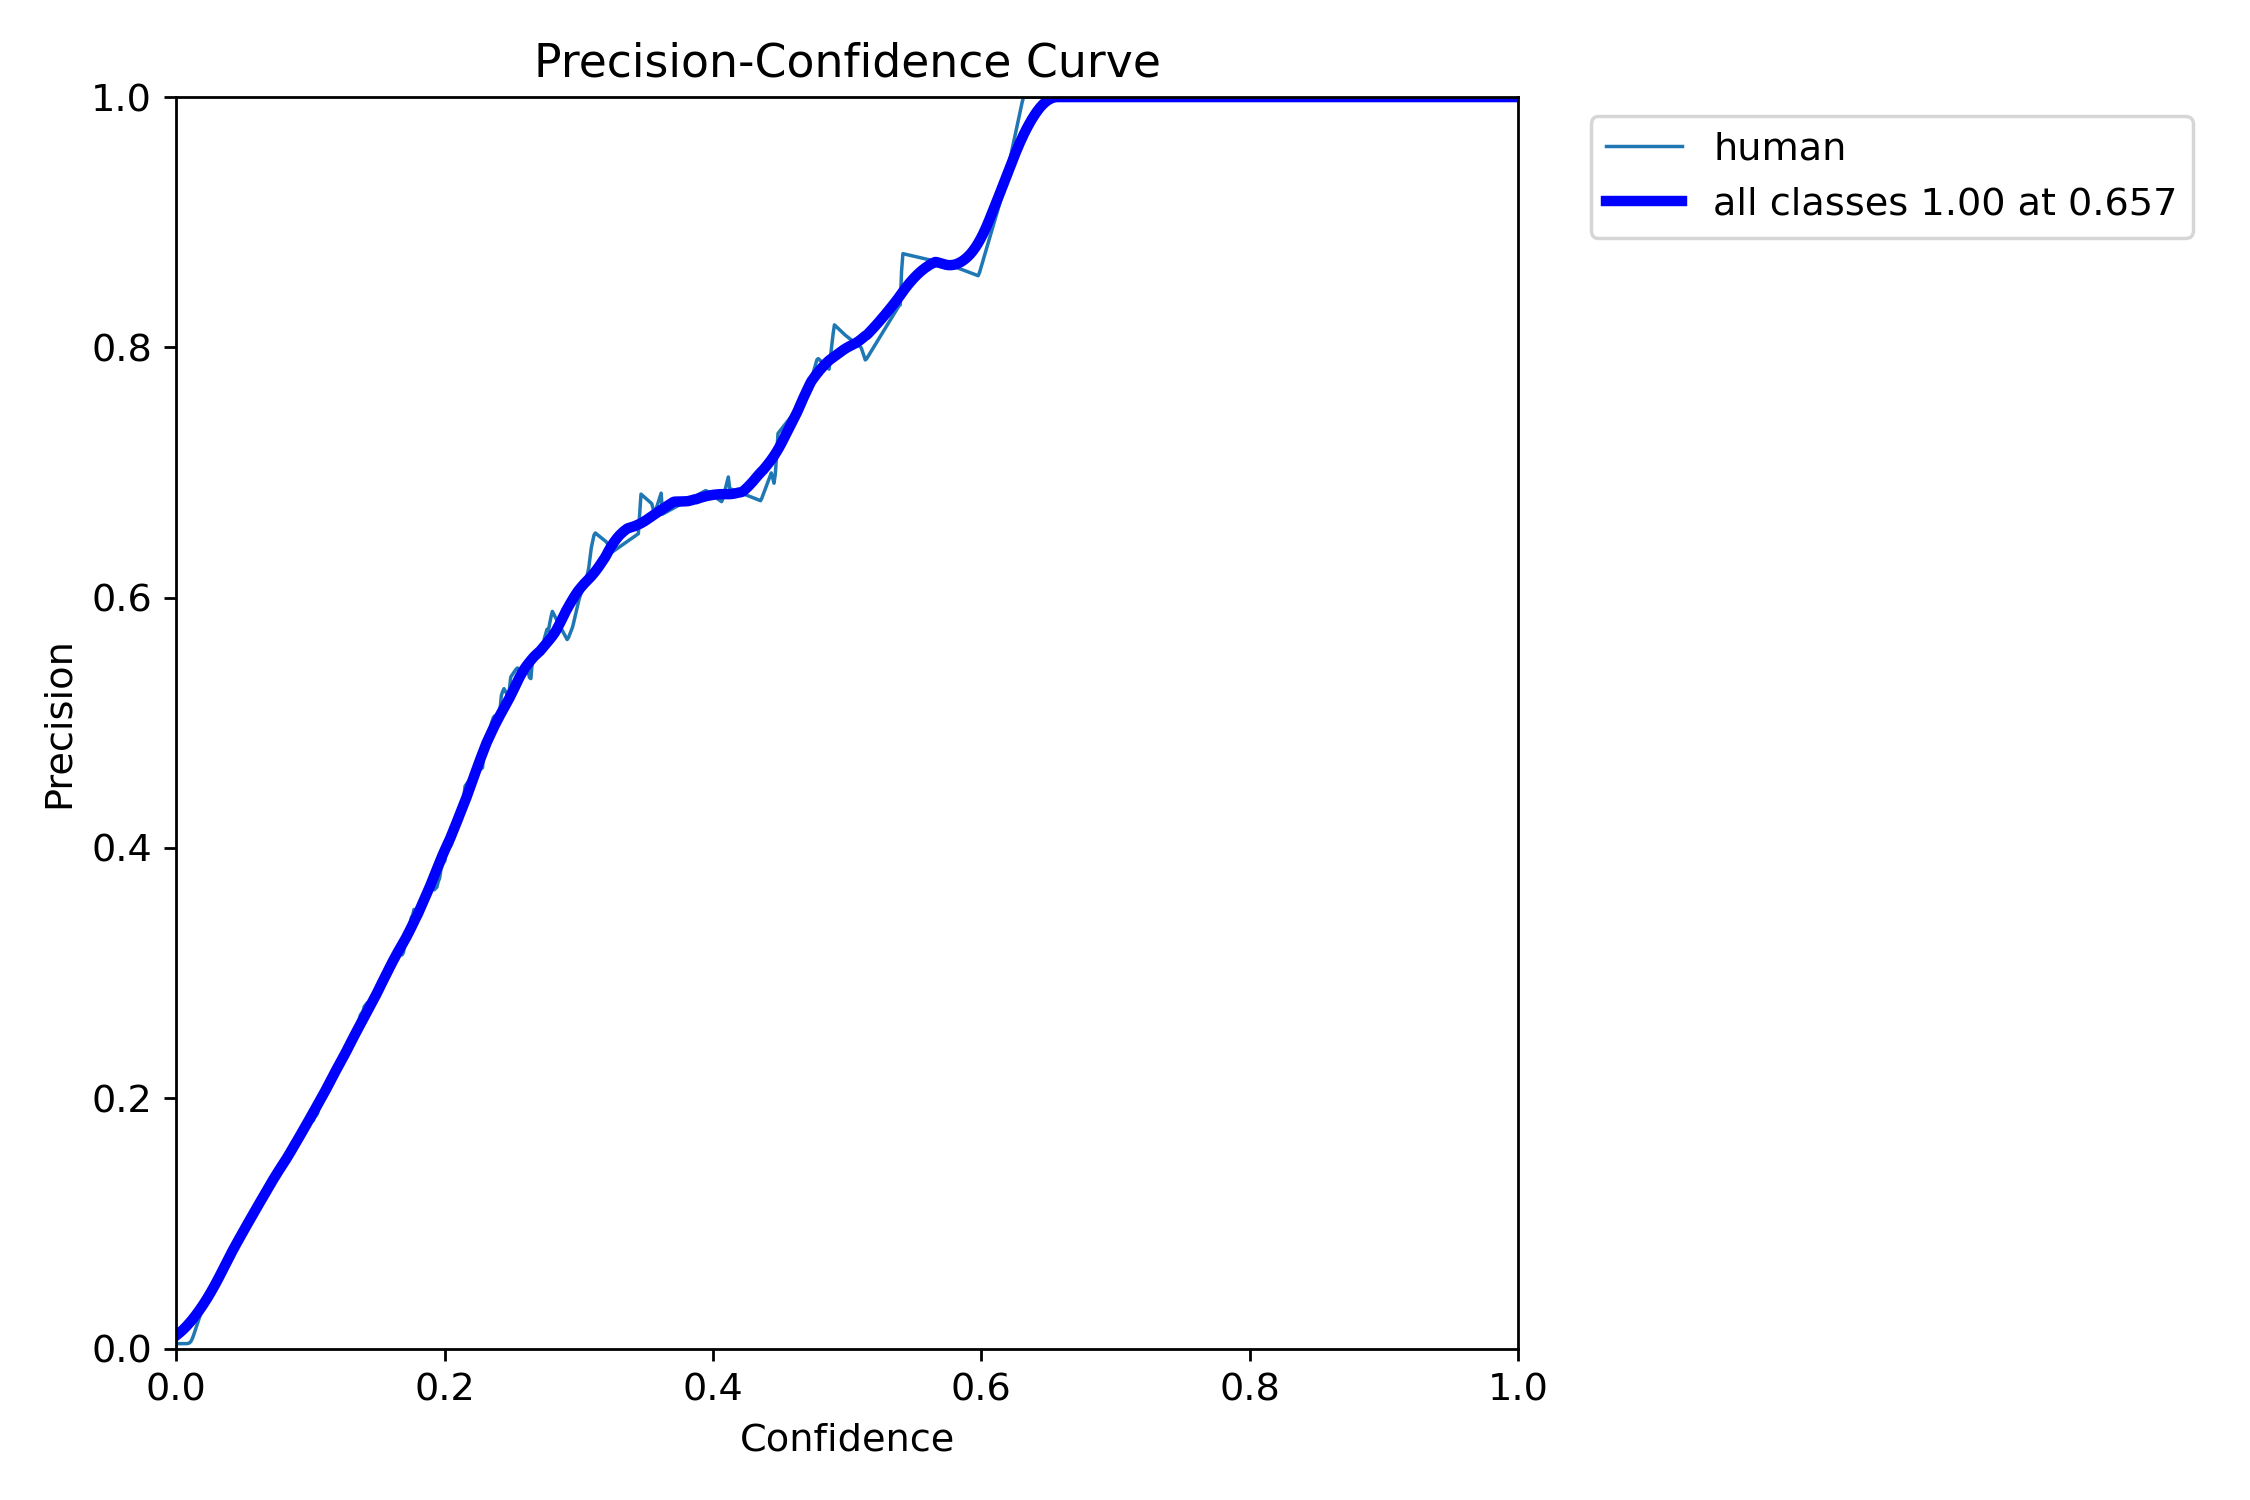 Precision-Confidence Curve
human
all classes 1.00 at 0.657
Precision
1.0
0.8
0.6
0.4
0.2
0.0
0.0 0.2 0.4 0.6 0.8 1.0
Confidence